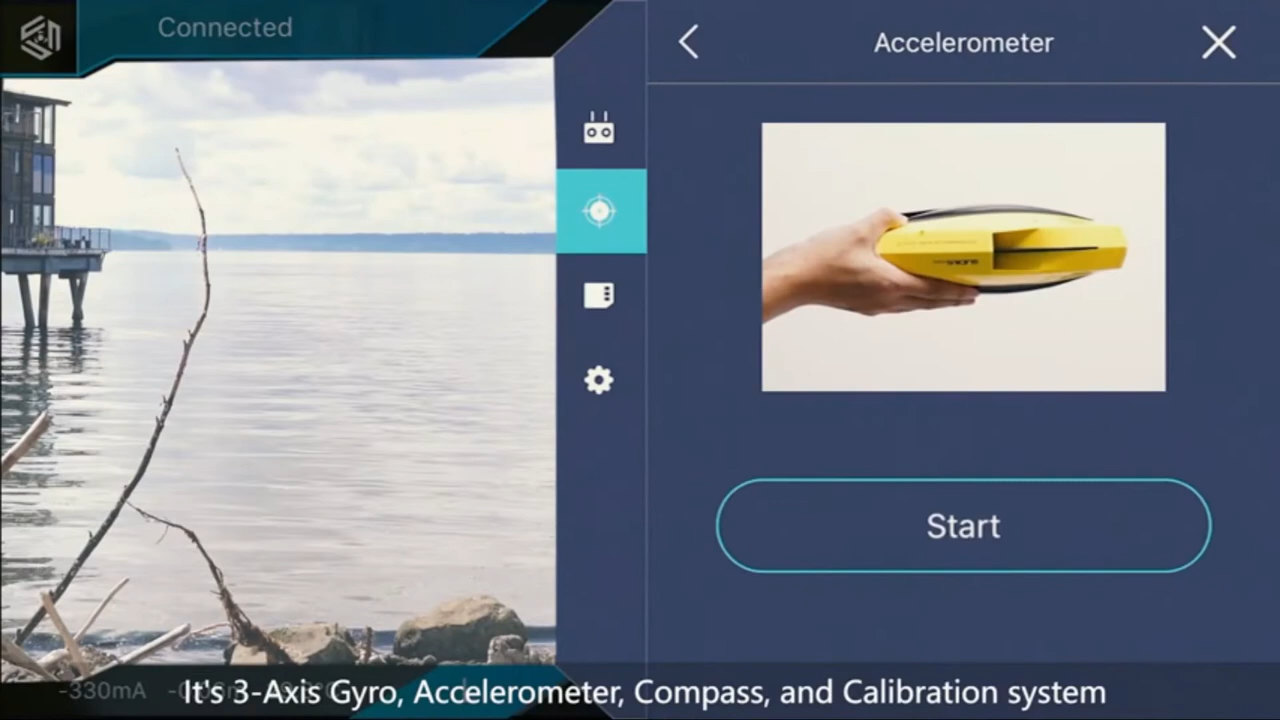 Connected
Accelerometer
Start
-330mA
It's 3-Axis Gyro, Accelerometer, Compass, and Calibration system